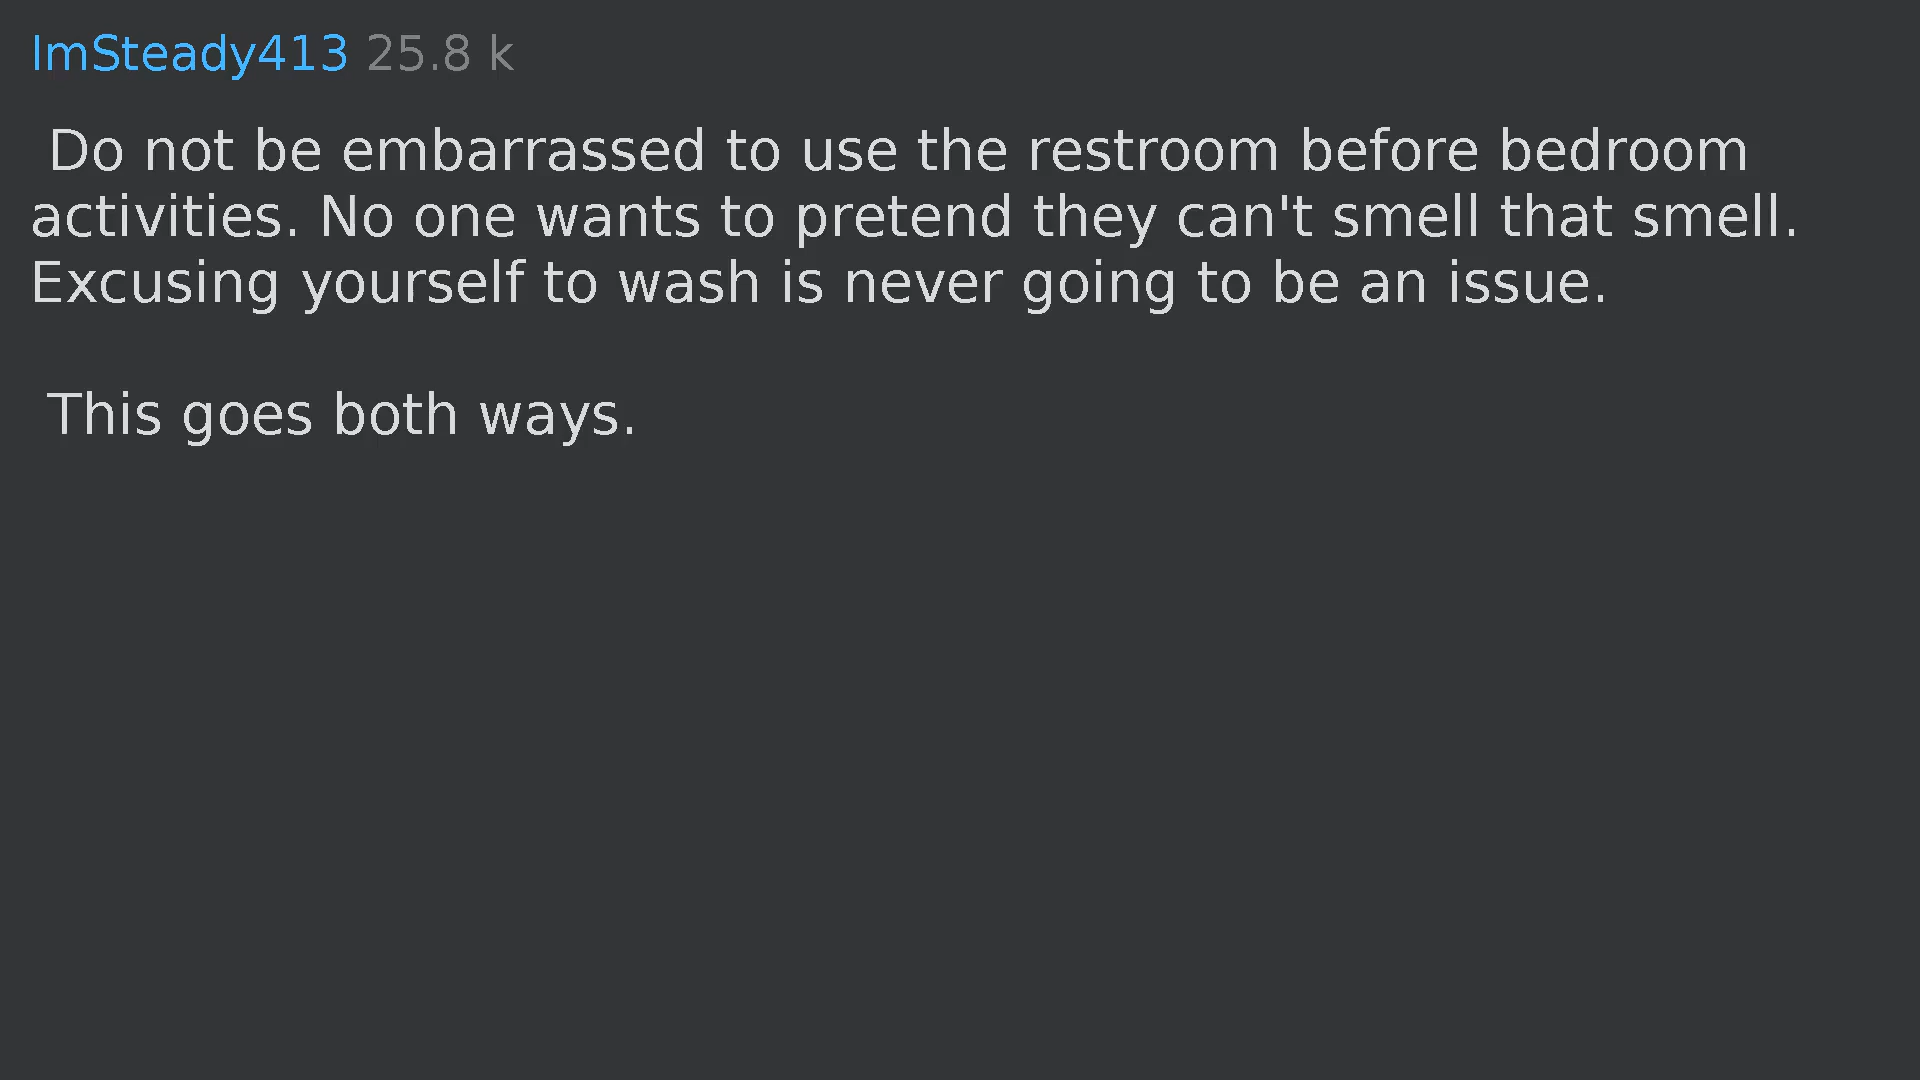 ImSteady413 25.8 k
Do not be embarrassed to use the restroom before bedroom
activities. No one wants to pretend they can't smell that smell.
Excusing yourself to wash is never going to be an issue.
This goes both ways.